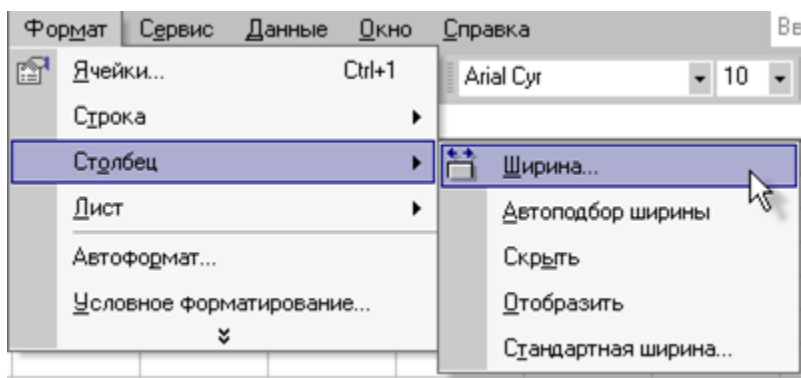 Формат Сервис Данные Окно Справка Вв
Ячейки... Ctrl+1
Arial Cyr 10
Строка
Столбец
Ширина...
Лист
Автоподбор ширины
Автоформат...
Скрыть
Условное форматирование...
Отобразить
Стандартная ширина...